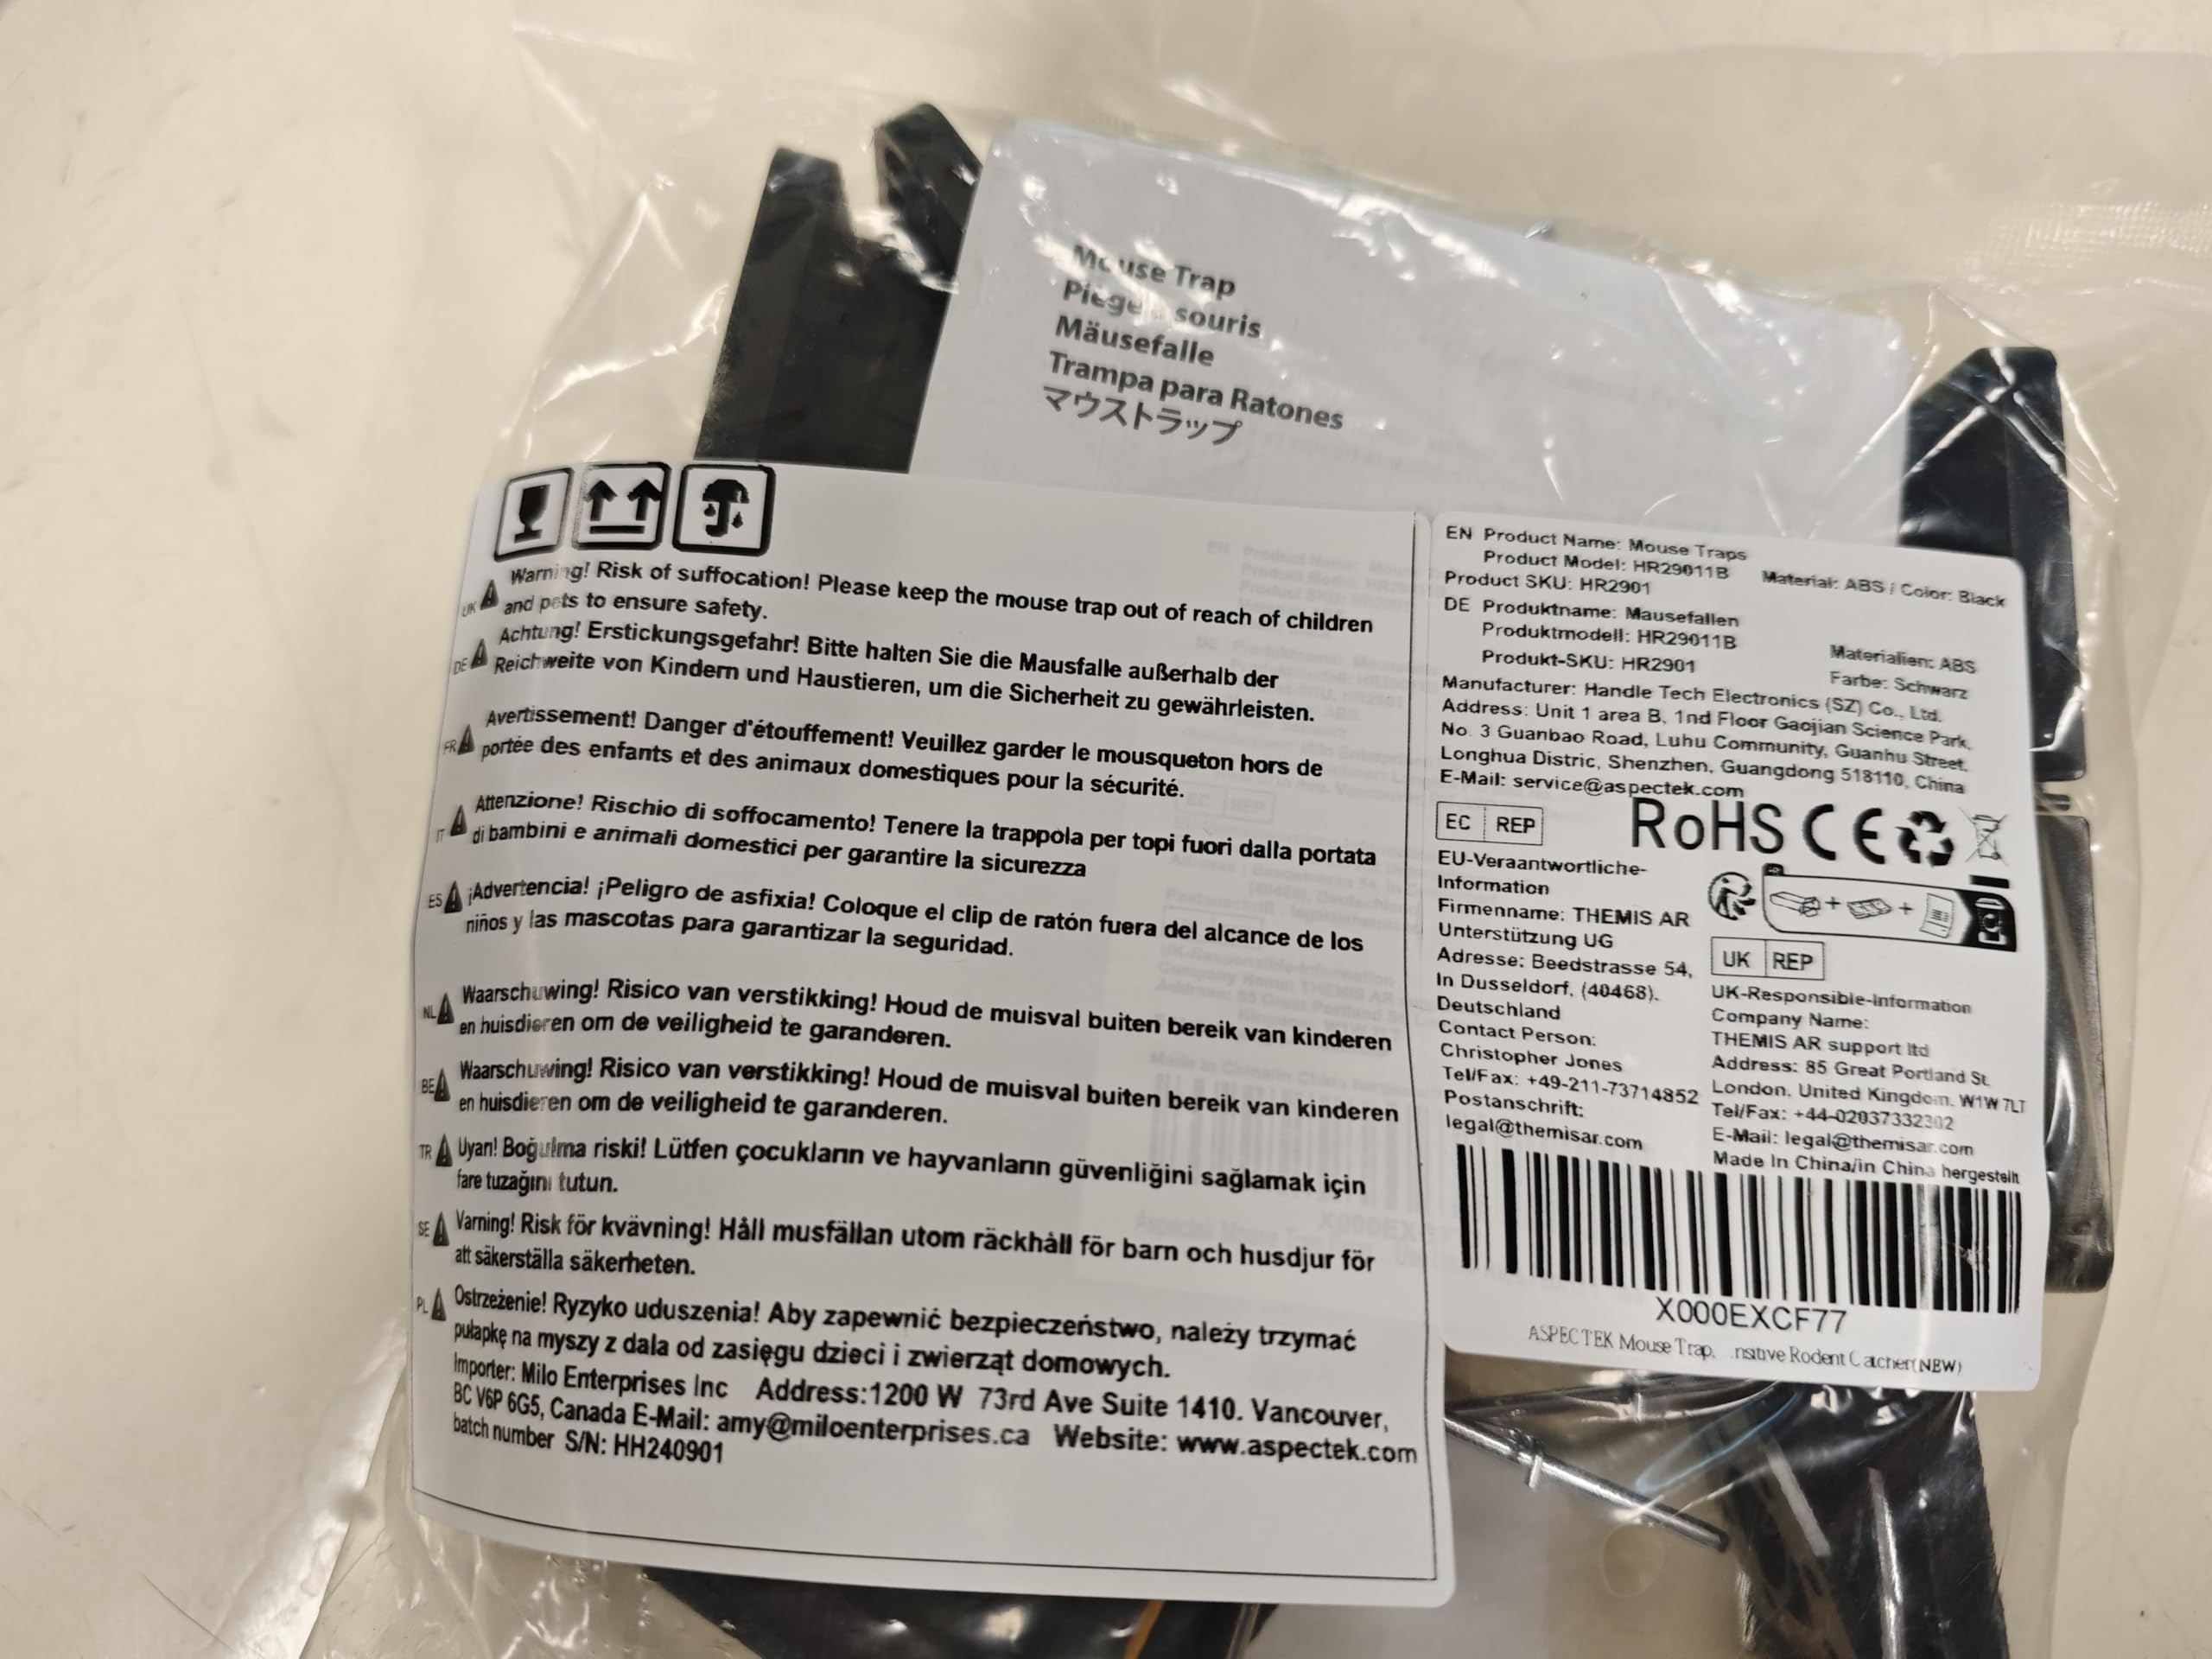 Mouse Trap
Piège à souris
Mäusefalle
Trampa para Ratones
マウストラップ
UK Warning! Risk of suffocation! Please keep the mouse trap out of reach of children
and pets to ensure safety.
DE Achtung! Erstickungsgefahr! Bitte halten Sie die Mausfalle außerhalb der
Reichweite von Kindern und Haustieren, um die Sicherheit zu gewährleisten.
FR Avertissement! Danger d'étouffement! Veuillez garder le mousqueton hors de
portée des enfants et des animaux domestiques pour la sécurité.
IT Attenzione! Rischio di soffocamento! Tenere la trappola per topi fuori dalla portata
di bambini e animali domestici per garantire la sicurezza
ES ¡Advertencia! ¡Peligro de asfixia! Coloque el clip de ratón fuera del alcance de los
niños y las mascotas para garantizar la seguridad.
NL Waarschuwing! Risico van verstikking! Houd de muisval buiten bereik van kinderen
en huisdieren om de veiligheid te garanderen.
BE Waarschuwing! Risico van verstikking! Houd de muisval buiten bereik van kinderen
en huisdieren om de veiligheid te garanderen.
TR Uyarı! Boğulma riski! Lütfen çocukların ve hayvanların güvenliğini sağlamak için
fare tuzağını tutun.
SE Varning! Risk för kvävning! Håll musfällan utom räckhåll för barn och husdjur för
att säkerställa säkerheten.
PL Ostrzeżenie! Ryzyko uduszenia! Aby zapewnić bezpieczeństwo, należy trzymać
pułapkę na myszy z dala od zasięgu dzieci i zwierząt domowych.
Importer: Milo Enterprises Inc Address:1200 W 73rd Ave Suite 1410. Vancouver,
BC V6P 6G5, Canada E-Mail: amy@miloenterprises.ca Website: www.aspectek.com
batch number S/N: HH240901
EN Product Name: Mouse Traps
Product Model: HR29011B Material: ABS / Color: Black
Product SKU: HR2901
DE Produktname: Mausefallen
Produktmodell: HR29011B Materialien: ABS
Produkt-SKU: HR2901 Farbe: Schwarz
Manufacturer: Handle Tech Electronics (SZ) Co., Ltd.
Address: Unit 1 area B, 1nd Floor Gaojian Science Park,
No. 3 Guanbao Road, Luhu Community, Guanhu Street,
Longhua Distric, Shenzhen, Guangdong 518110, China
E-Mail: service@aspectek.com
EC REP RoHS CE
EU-Veraantwortliche-
Information
Firmenname: THEMIS AR
Unterstützung UG
Adresse: Beedstrasse 54,
In Dusseldorf, (40468).
Deutschland
Contact Person:
Christopher Jones
Tel/Fax: +49-211-73714852
Postanschrift:
legal@themisar.com
UK REP
UK-Responsible-Information
Company Name:
THEMIS AR support ltd
Address: 85 Great Portland St.
London, United Kingdom, W1W 7LT
Tel/Fax: +44-02037332302
E-Mail: legal@themisar.com
Made In China/in China hergestellt
X000EXCF77
ASPECTEK Mouse Trap, Rodent Catcher(NEW)